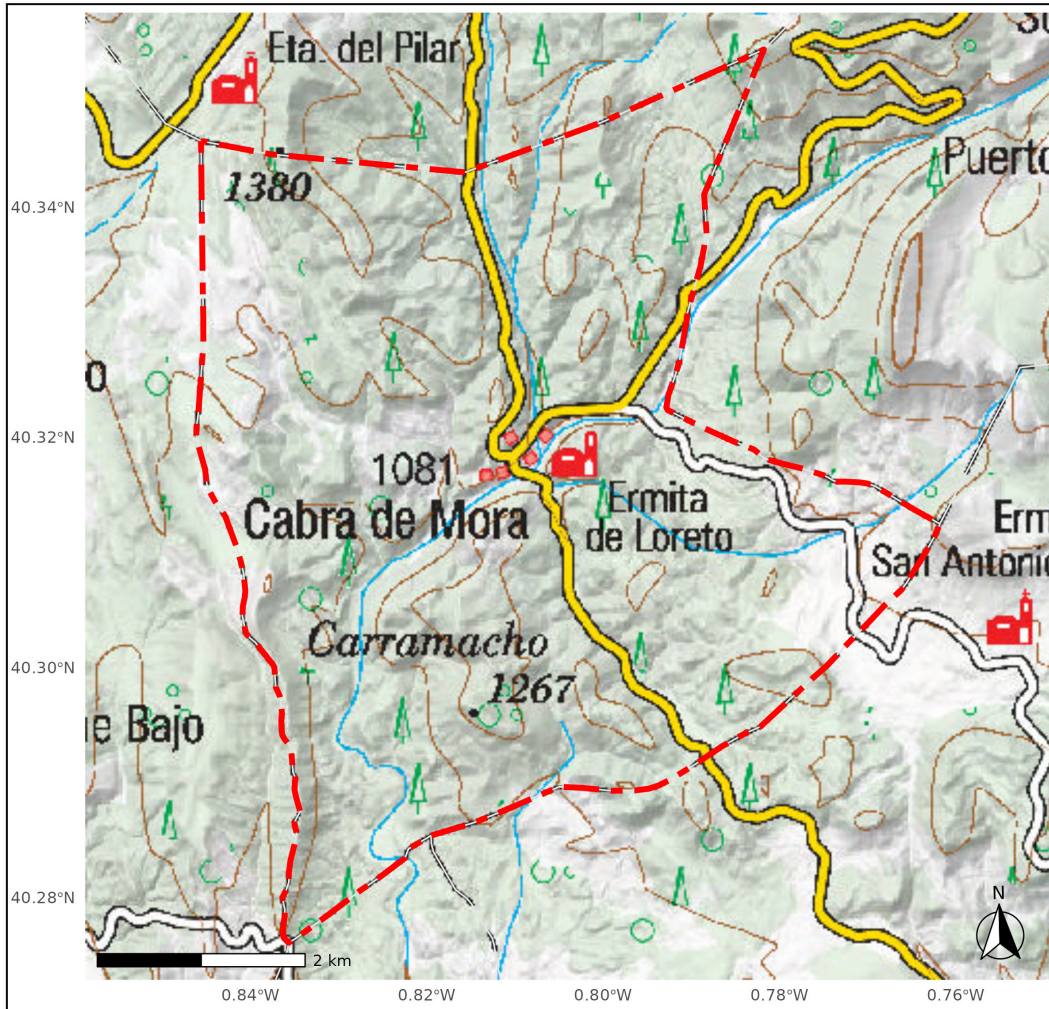 Eta. del Pilar
Puerto
1380
40.34°N
40.32°N
1081
Cabra de Mora
Ermita
de Loreto
San Antonio
Carramacho
1267
40.30°N
Bajo
40.28°N
2 km
N
0.84°W
0.82°W
0.80°W
0.78°W
0.76°W